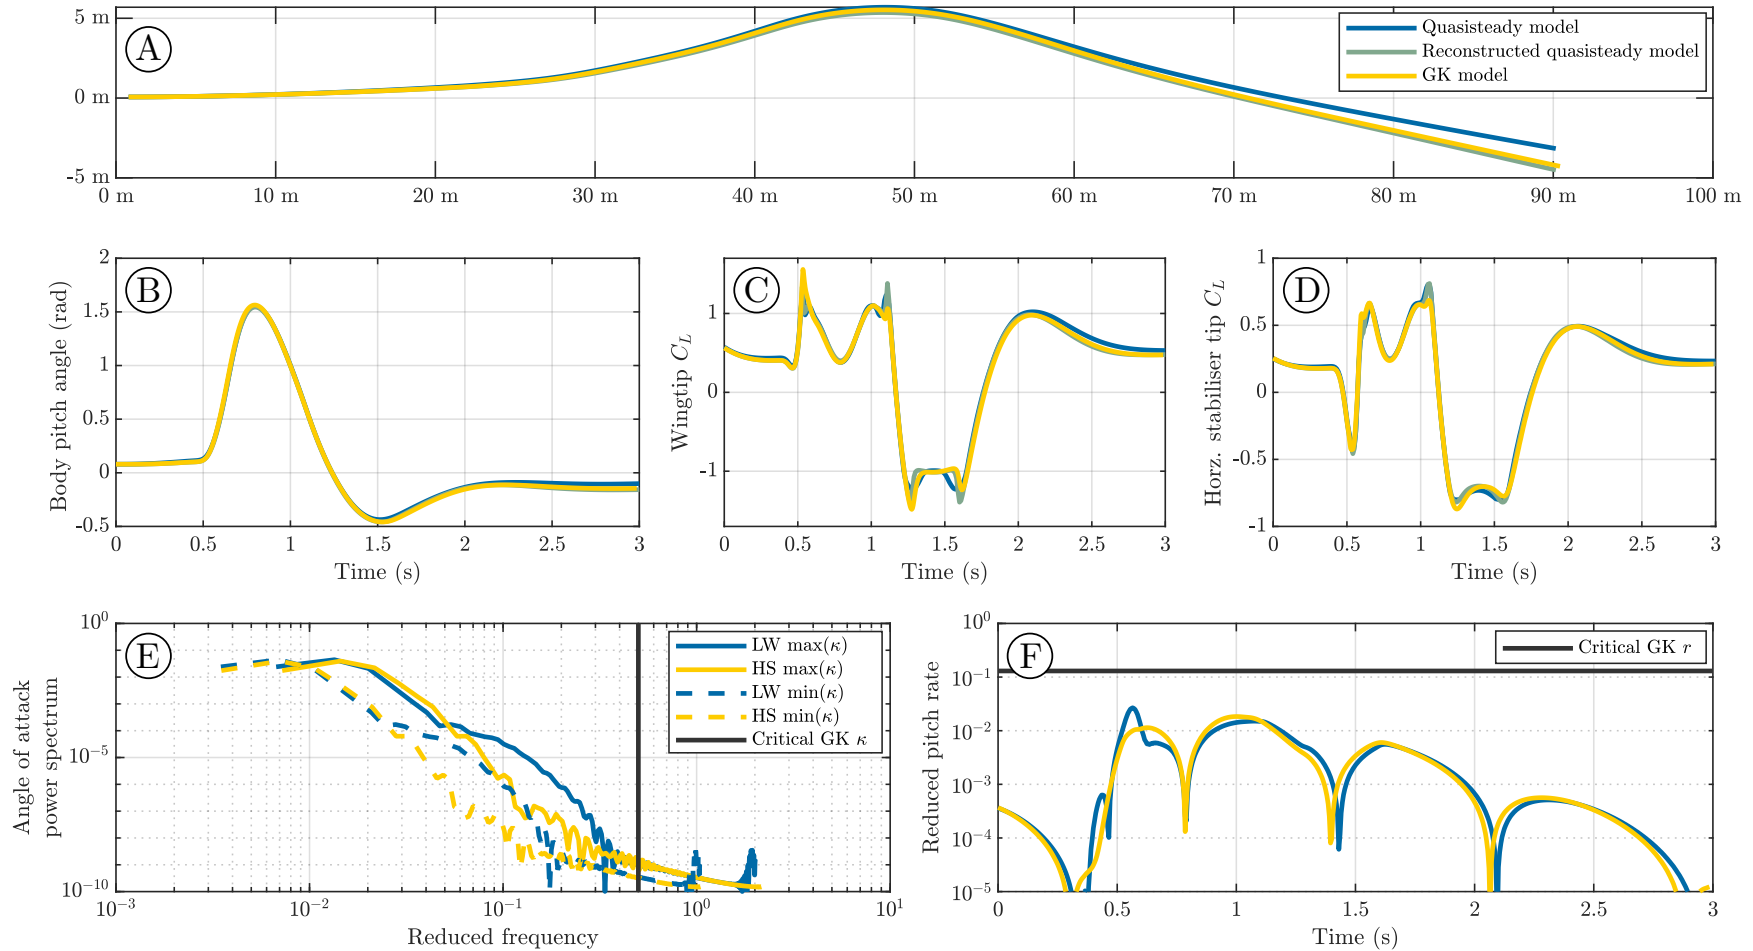 A
5 m
0 m
-5 m
0 m 10 m 20 m 30 m 40 m 50 m 60 m 70 m 80 m 90 m 100 m
Quasisteady model
Reconstructed quasisteady model
GK model
B
Body pitch angle (rad)
2
1.5
1
0.5
0
-0.5
0 0.5 1 1.5 2 2.5 3
Time (s)
C
Wingtip C_L
1
0
-1
0 0.5 1 1.5 2 2.5 3
Time (s)
D
Horz. stabiliser tip C_L
1
0.5
0
-0.5
-1
0 0.5 1 1.5 2 2.5 3
Time (s)
E
Angle of attack
power spectrum
10^0
10^-5
10^-10
10^-3 10^-2 10^-1 10^0 10^1
Reduced frequency
LW max(κ)
HS max(κ)
LW min(κ)
HS min(κ)
Critical GK κ
F
Reduced pitch rate
10^0
10^-1
10^-2
10^-3
10^-4
10^-5
0 0.5 1 1.5 2 2.5 3
Time (s)
Critical GK r